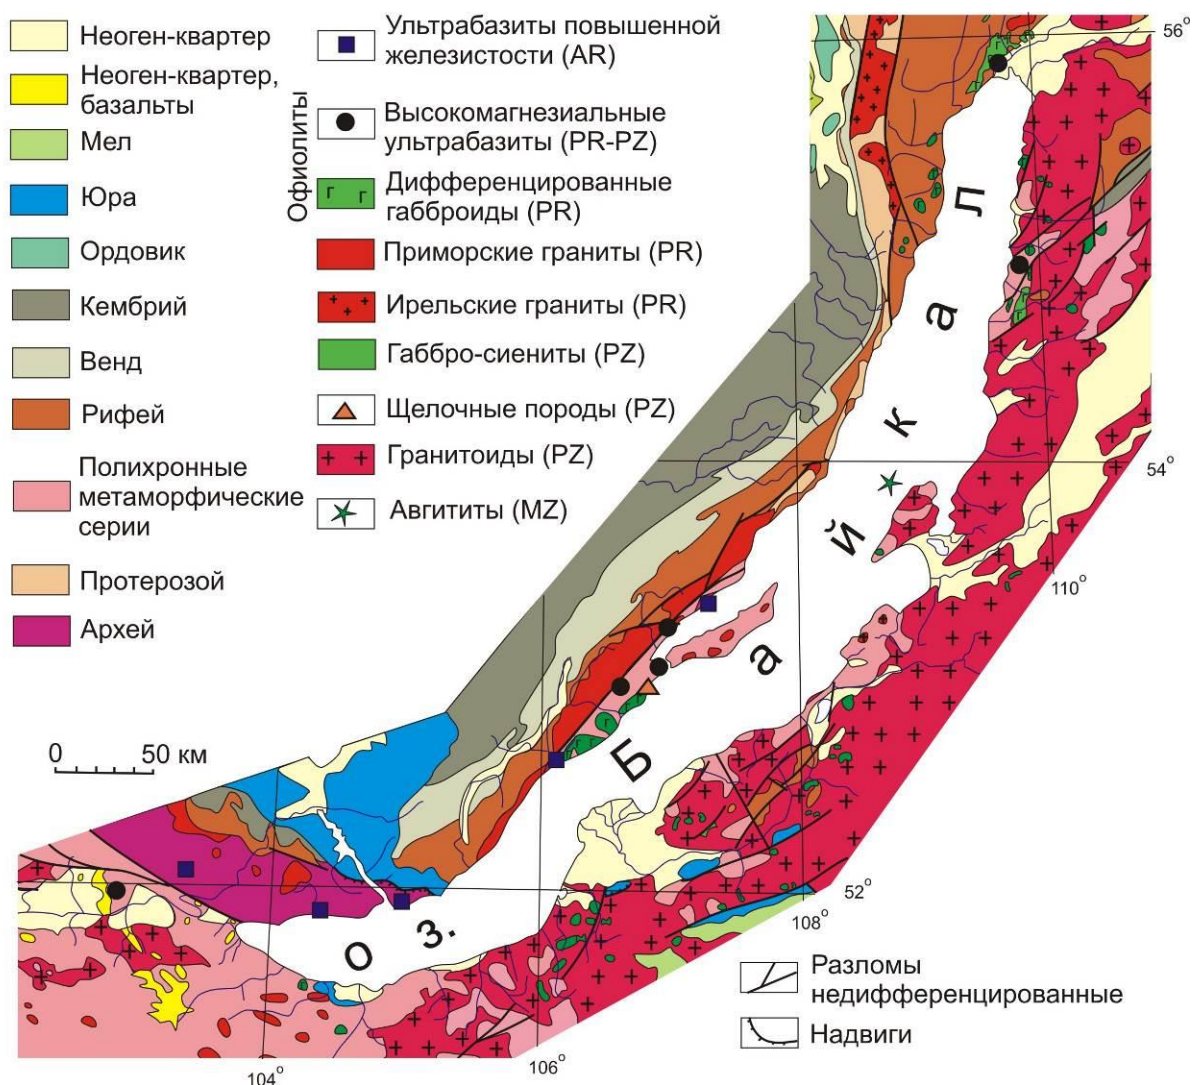 Неоген-квартер
Неоген-квартер,
базальты
Мел
Юра
Ордовик
Кембрий
Венд
Рифей
Полихронные
метаморфические
серии
Протерозой
Архей
Офиолиты
Ультрабазиты повышенной
железистости (AR)
Высокомагнезиальные
ультрабазиты (PR-PZ)
Г Г
Дифференцированные
габброиды (PR)
Приморские граниты (PR)
Ирельские граниты (PR)
Габбро-сиениты (PZ)
Щелочные породы (PZ)
Гранитоиды (PZ)
Авгититы (MZ)
оз. Байкал
56°
54°
110°
52°
108°
106°
104°
0 50 км
Разломы
недифференцированные
Надвиги